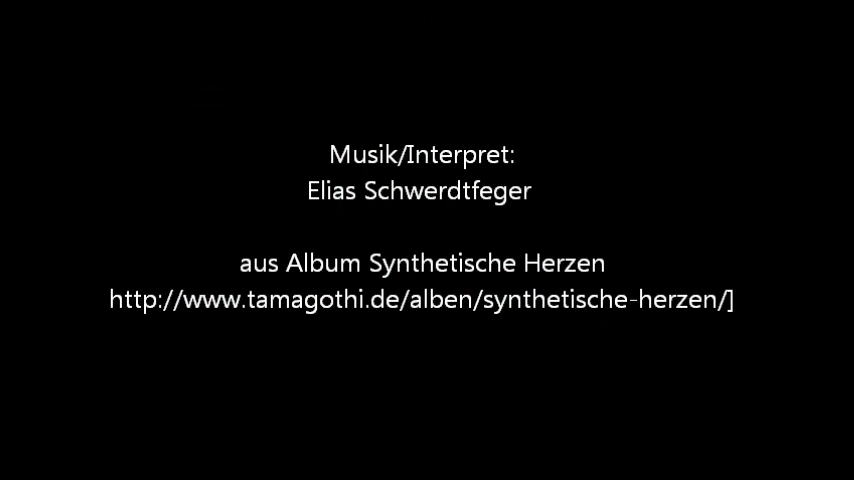 Musik/Interpret:
Elias Schwerdtfeger
aus Album Synthetische Herzen
http://www.tamagothi.de/alben/synthetische-herzen/]